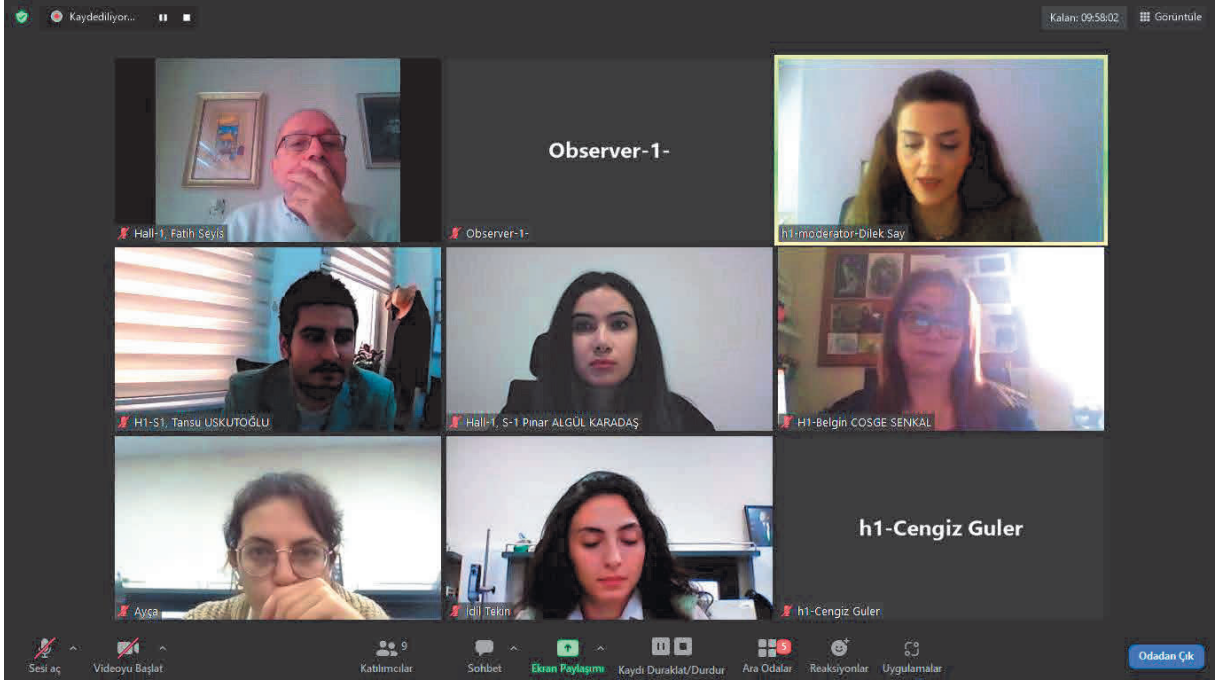 Kaydediliyor...
Kalan: 09:58:02
Görüntüle
Hall-1, Fatih Seyis
Observer-1-
Observer-1-
h1-moderator-Dilek Say
H1-S1, Tansu USKUTOĞLU
Hall-1, S-1 Pınar ALGÜL KARADAŞ
H1-Belgin COSGE SENKAL
Ayça
İdil Tekin
h1-Cengiz Guler
h1-Cengiz Guler
Sesi aç
Videoyu Başlat
9
Katılımcılar
Sohbet
Ekran Paylaşımı
Kaydı Duraklat/Durdur
5
Ara Odalar
Reaksiyonlar
Uygulamalar
Odadan Çık